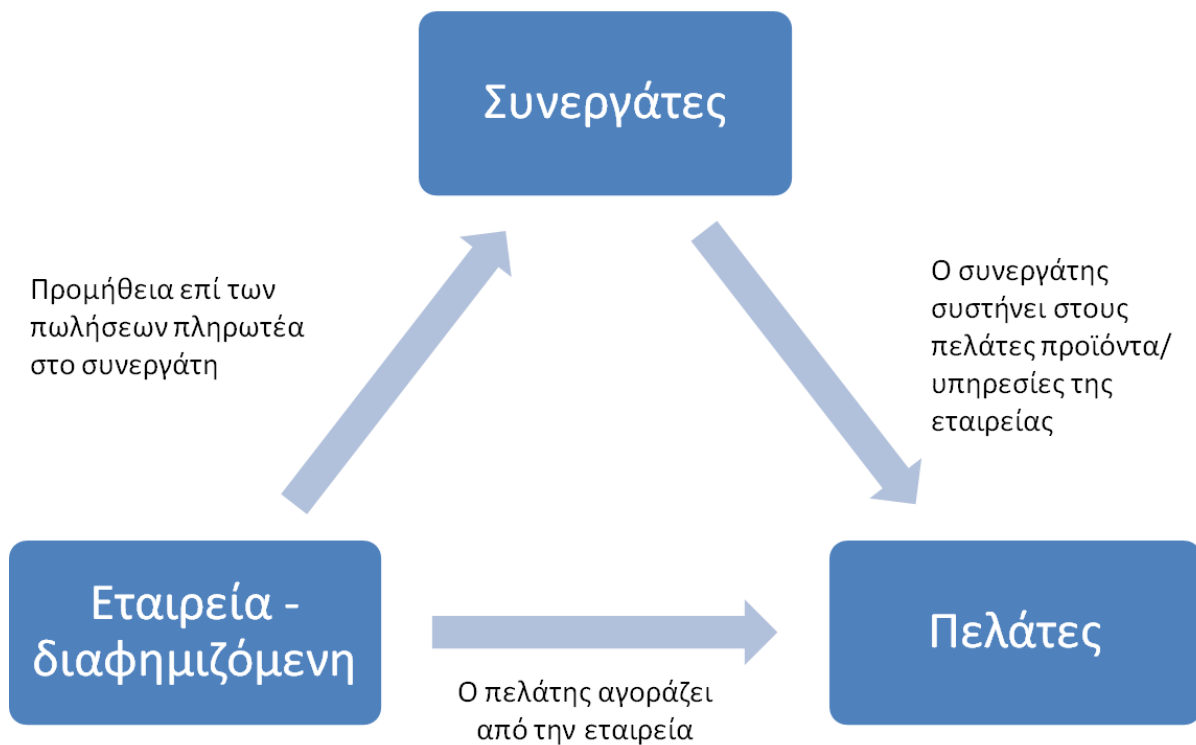 Συνεργάτες
Προμήθεια επί των
πωλήσεων πληρωτέα
στο συνεργάτη
Ο συνεργάτης
συστήνει στους
πελάτες προϊόντα/
υπηρεσίες της
εταιρείας
Εταιρεία -
διαφημιζόμενη
Ο πελάτης αγοράζει
από την εταιρεία
Πελάτες